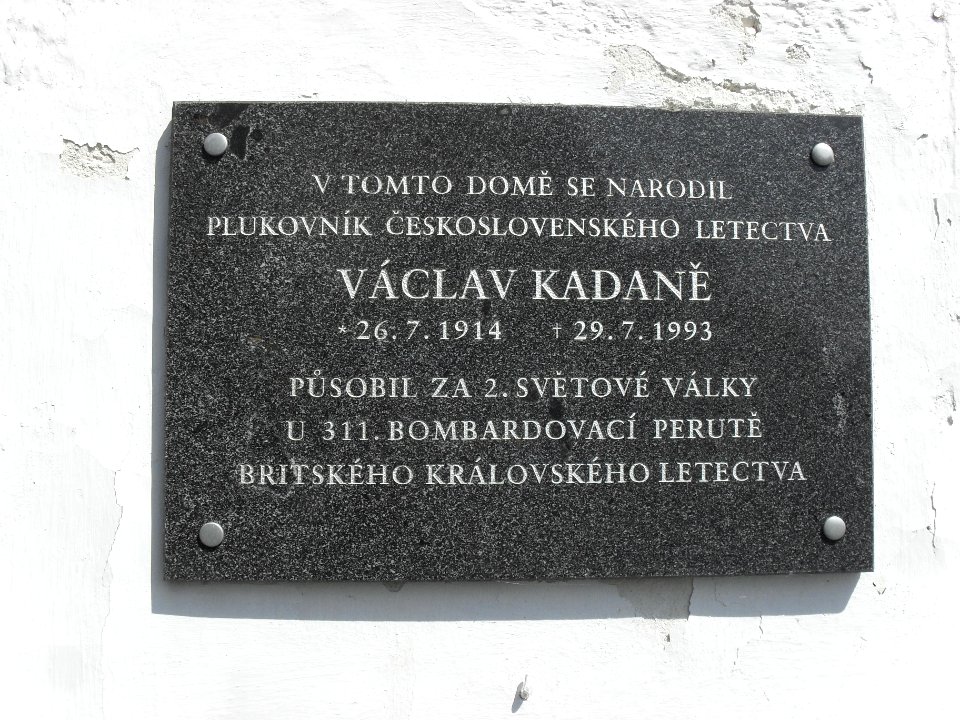 V TOMTO DOMĚ SE NARODIL
PLUKOVNÍK ČESKOSLOVENSKÉHO LETECTVA
VÁCLAV KADANĚ
* 26. 7. 1914 † 29. 7. 1993
PŮSOBIL ZA 2. SVĚTOVÉ VÁLKY
U 311. BOMBARDOVACÍ PERUTĚ
BRITSKÉHO KRÁLOVSKÉHO LETECTVA